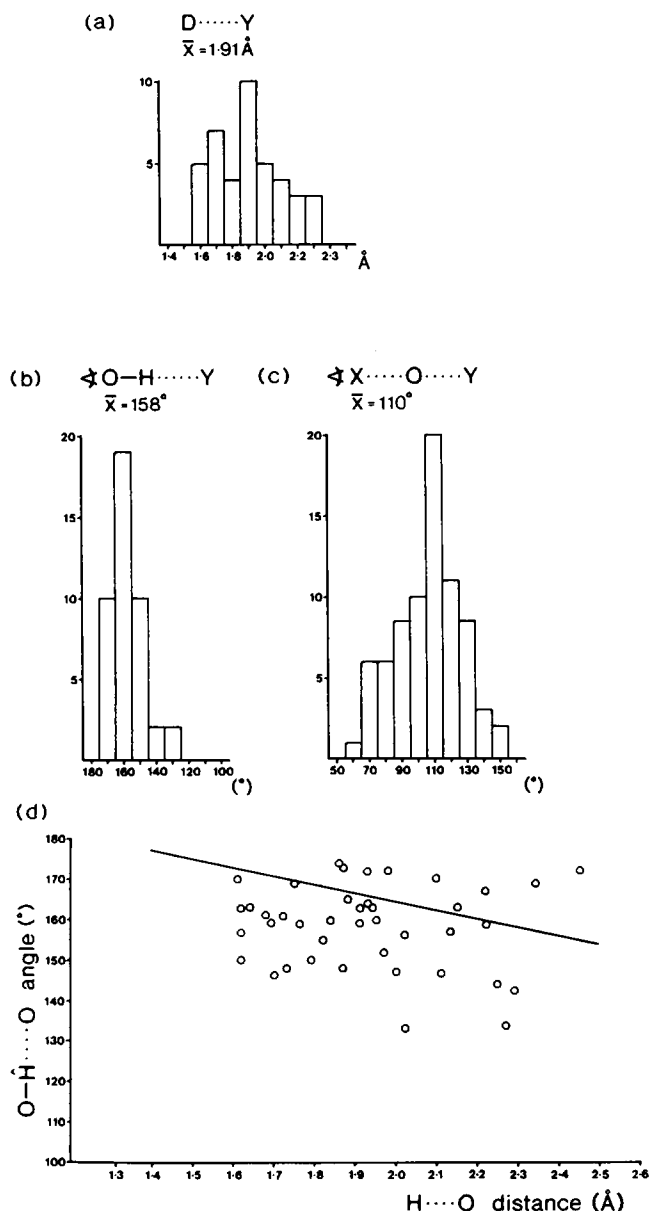 (a) D······Y
x̄ = 1·91 Å
10
5
1·4 1·6 1·8 2·0 2·2 2·3 Å
(b) ∢ O—H······Y
x̄ = 158°
20
15
10
5
180 160 140 120 100
(°)
(c) ∢ X·····O·····Y
x̄ = 110°
20
15
10
5
50 70 90 110 130 150
(°)
(d)
180
170
160
150
140
130
120
110
100
O–Ĥ····O angle (°)
1·3 1·4 1·5 1·6 1·7 1·8 1·9 2·0 2·1 2·2 2·3 2·4 2·5 2·6
H····O distance (Å)